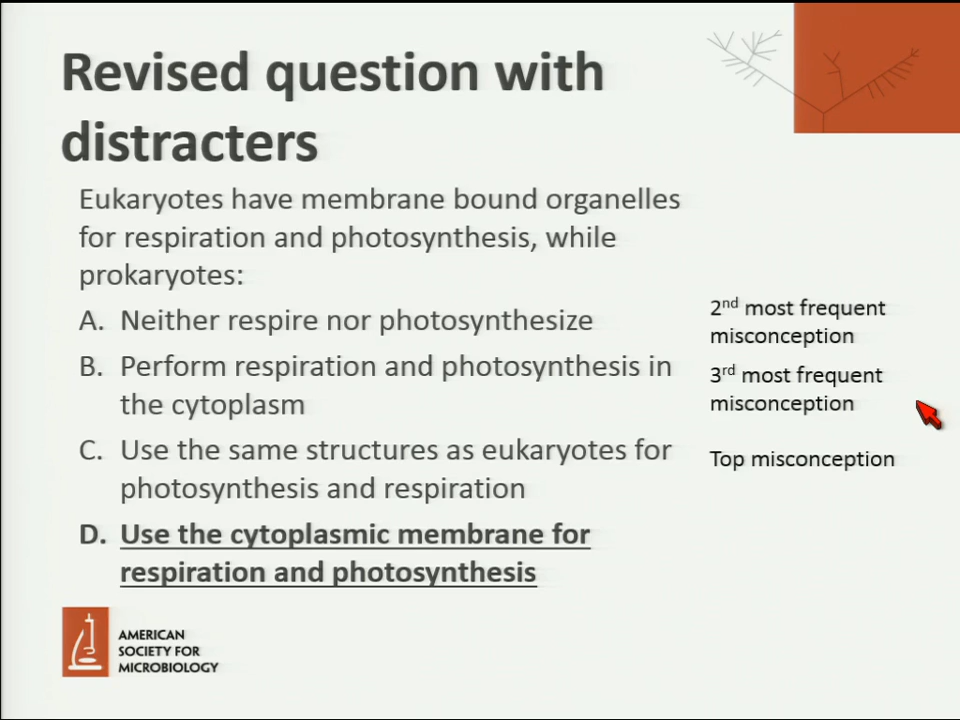 Revised question with
distracters
Eukaryotes have membrane bound organelles
for respiration and photosynthesis, while
prokaryotes:
A. Neither respire nor photosynthesize
B. Perform respiration and photosynthesis in
the cytoplasm
C. Use the same structures as eukaryotes for
photosynthesis and respiration
D. Use the cytoplasmic membrane for
respiration and photosynthesis
2nd most frequent
misconception
3rd most frequent
misconception
Top misconception
AMERICAN
SOCIETY FOR
MICROBIOLOGY